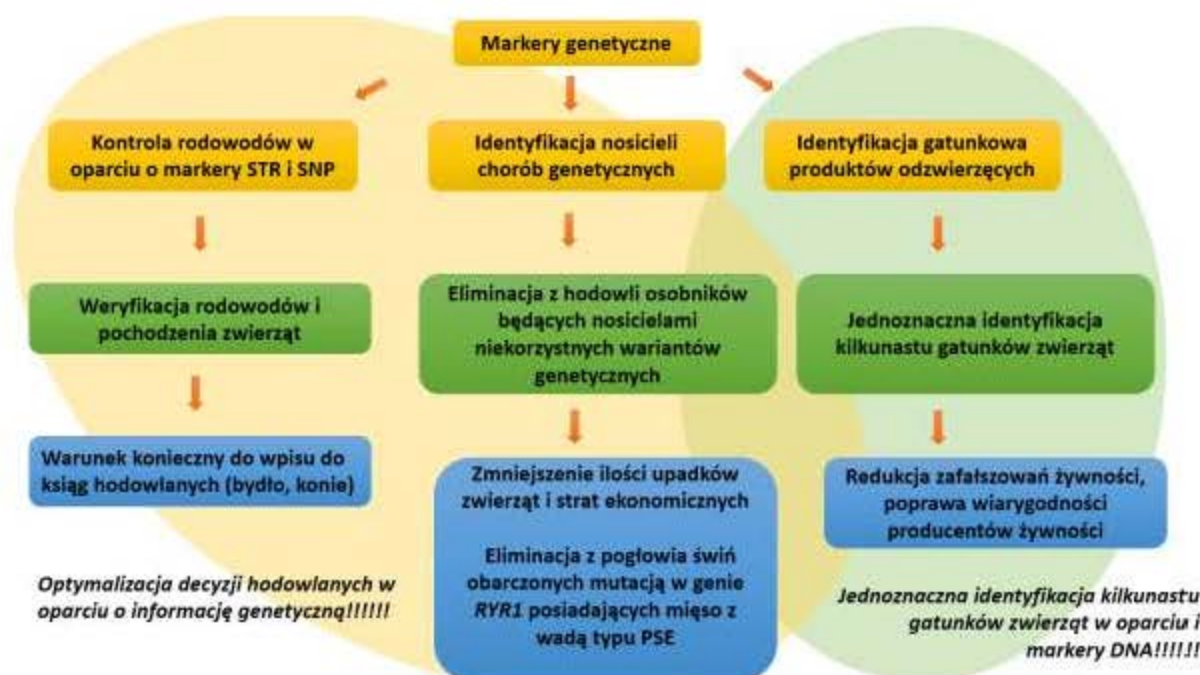 Markery genetyczne
Kontrola rodowodów w
oparciu o markery STR i SNP
Identyfikacja nosicieli
chorób genetycznych
Identyfikacja gatunkowa
produktów odzwierzęcych
Weryfikacja rodowodów i
pochodzenia zwierząt
Eliminacja z hodowli osobników
będących nosicielami
niekorzystnych wariantów
genetycznych
Jednoznaczna identyfikacja
kilkunastu gatunków zwierząt
Warunek konieczny do wpisu do
ksiąg hodowlanych (bydło, konie)
Zmniejszenie ilości upadków
zwierząt i strat ekonomicznych
Eliminacja z pogłowia świń
obarczonych mutacją w genie
RYR1 posiadających mięso z
wadą typu PSE
Redukcja zafałszowań żywności,
poprawa wiarygodności
producentów żywności
Optymalizacja decyzji hodowlanych w
oparciu o informację genetyczną!!!!!!
Jednoznaczna identyfikacja kilkunastu
gatunków zwierząt w oparciu i
markery DNA!!!!!!